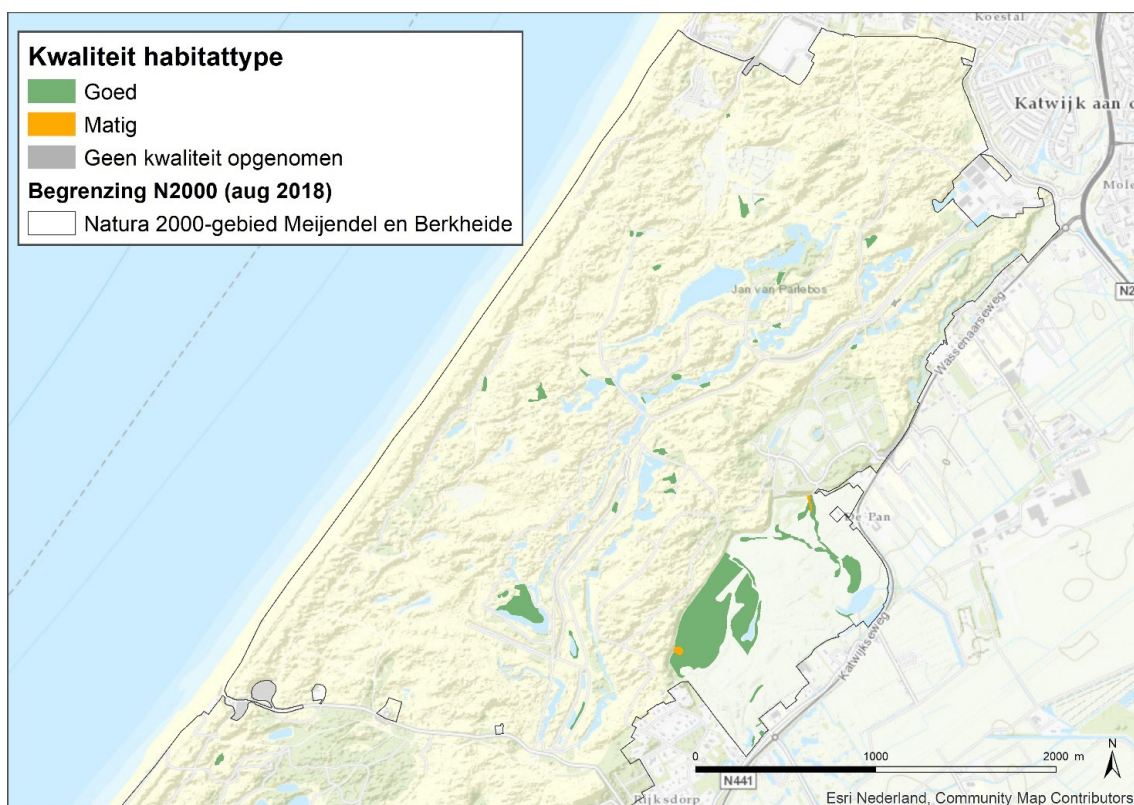 Kwaliteit habitattype
Goed
Matig
Geen kwaliteit opgenomen
Begrenzing N2000 (aug 2018)
Natura 2000-gebied Meijendel en Berkheide
Koestal
Katwijk aan d
Mole
N2
Jan van Parlebos
Wassenaarseweg
De Pan
Katwijkseweg
Rijksdorp
N441
0 1000 2000 m
N
Esri Nederland, Community Map Contributors